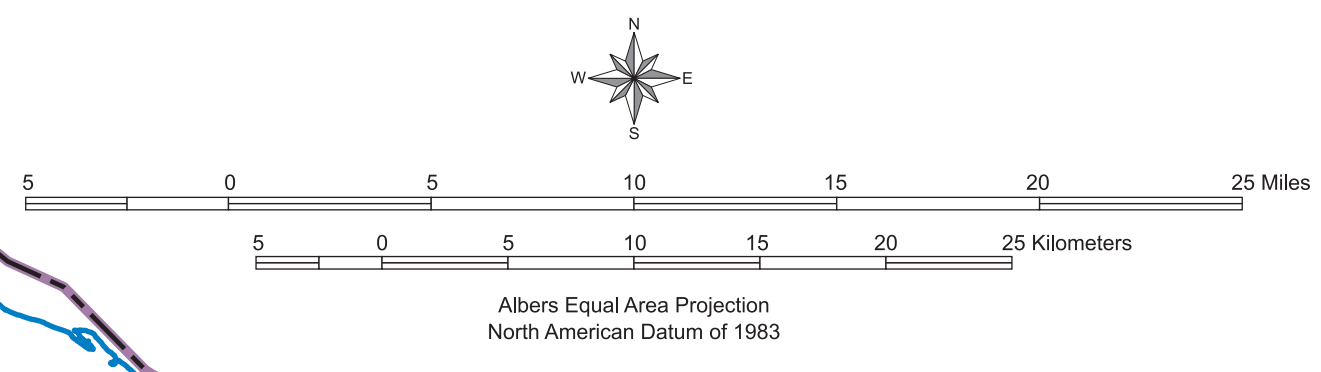 N
W E
S
5 0 5 10 15 20 25 Miles
5 0 5 10 15 20 25 Kilometers
Albers Equal Area Projection
North American Datum of 1983